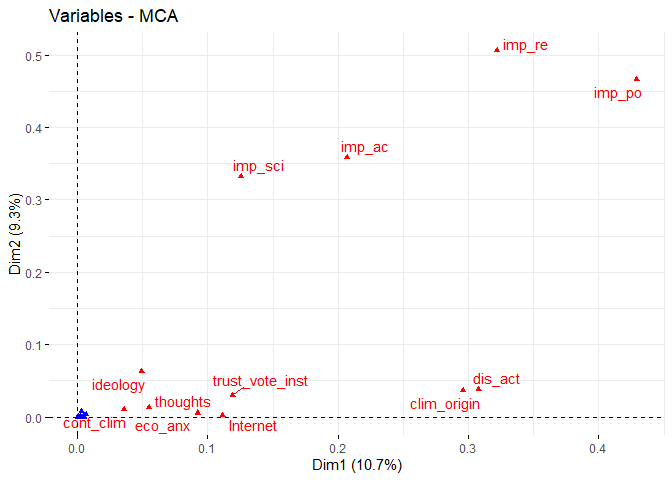 Variables - MCA
imp_re
0.5
imp_po
0.4
imp_ac
imp_sci
0.3
Dim2 (9.3%)
0.2
0.1
dis_act
trust_vote_inst
ideology
thoughts
clim_origin
0.0
cont_clim
eco_anx
Internet
0.0
0.1
0.2
0.3
0.4
Dim1 (10.7%)